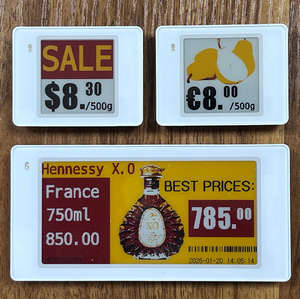 SALE
$8.30
/500g
€8.00
/500g
Hennessy X.O
France
750ml
850.00
BEST PRICES:
785.00
XO
2026-01-20 14:05:14